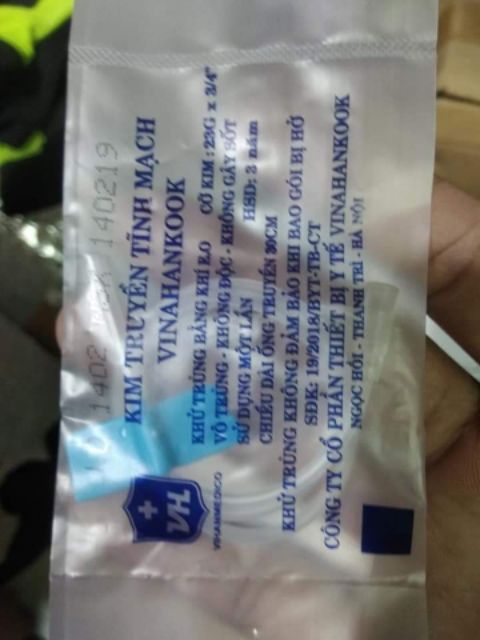 140219
KIM TRUYỀN TĨNH MẠCH
VINAHANKOOK
KHỬ TRÙNG BẰNG KHÍ E.O CỠ KIM : 23G x 3/4"
VÔ TRÙNG - KHÔNG ĐỘC - KHÔNG GÂY SỐT
SỬ DỤNG MỘT LẦN HSD: 3 năm
CHIỀU DÀI ỐNG TRUYỀN 30CM
KHỬ TRÙNG KHÔNG ĐẢM BẢO KHI BAO GÓI BỊ HỞ
SĐK: 19/2018/BYT-TB-CT
CÔNG TY CỔ PHẦN THIẾT BỊ Y TẾ VINAHANKOOK
NGỌC HỒI - THANH TRÌ - HÀ NỘI
VH
VIHANMEDICO